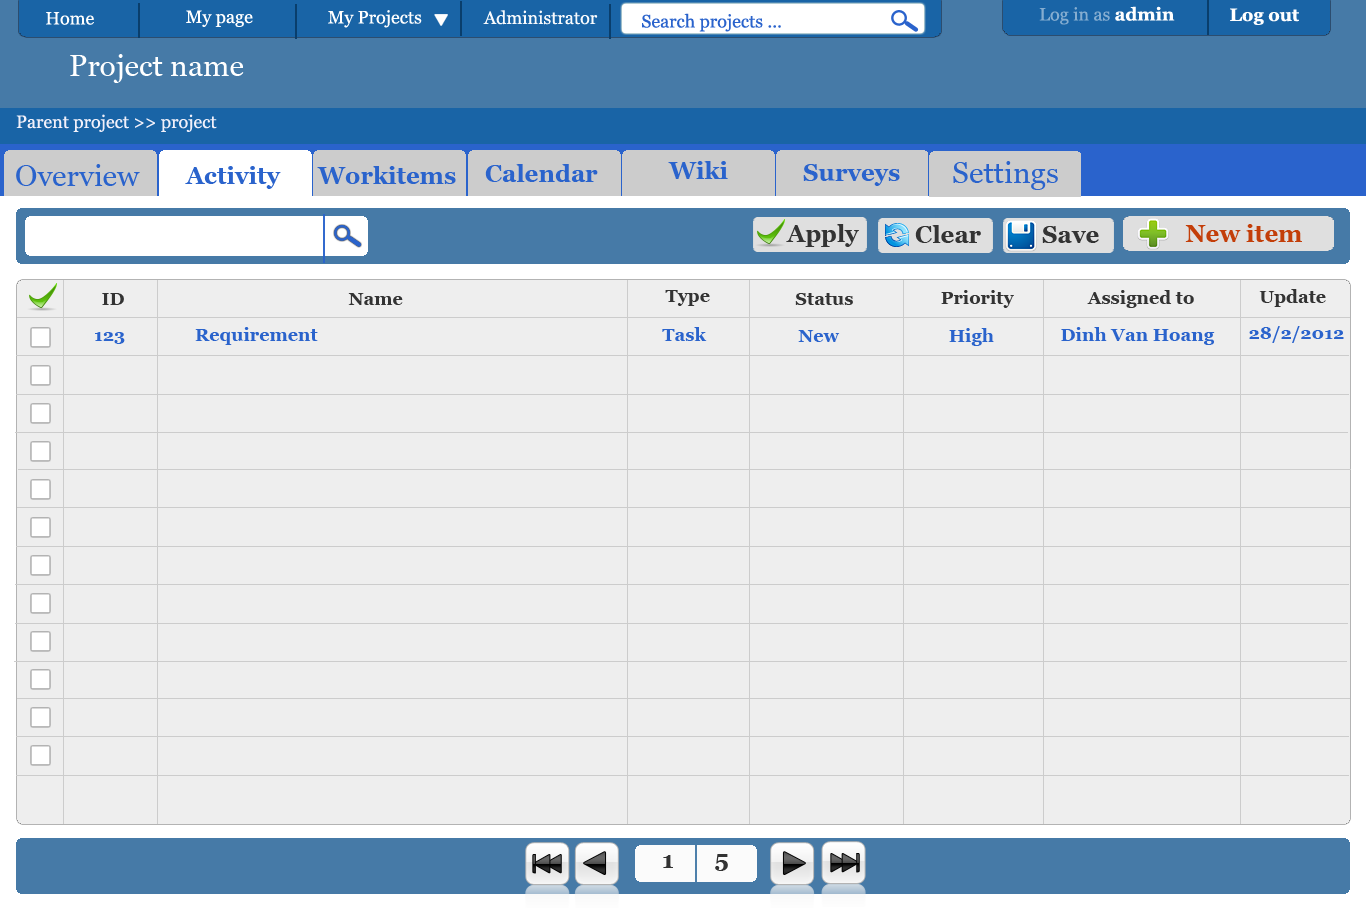 Home My page My Projects Administrator Search projects ... Log in as admin Log out
Project name
Parent project >> project
Overview Activity Workitems Calendar Wiki Surveys Settings
Apply Clear Save New item
ID Name Type Status Priority Assigned to Update
123 Requirement Task New High Dinh Van Hoang 28/2/2012
1 5